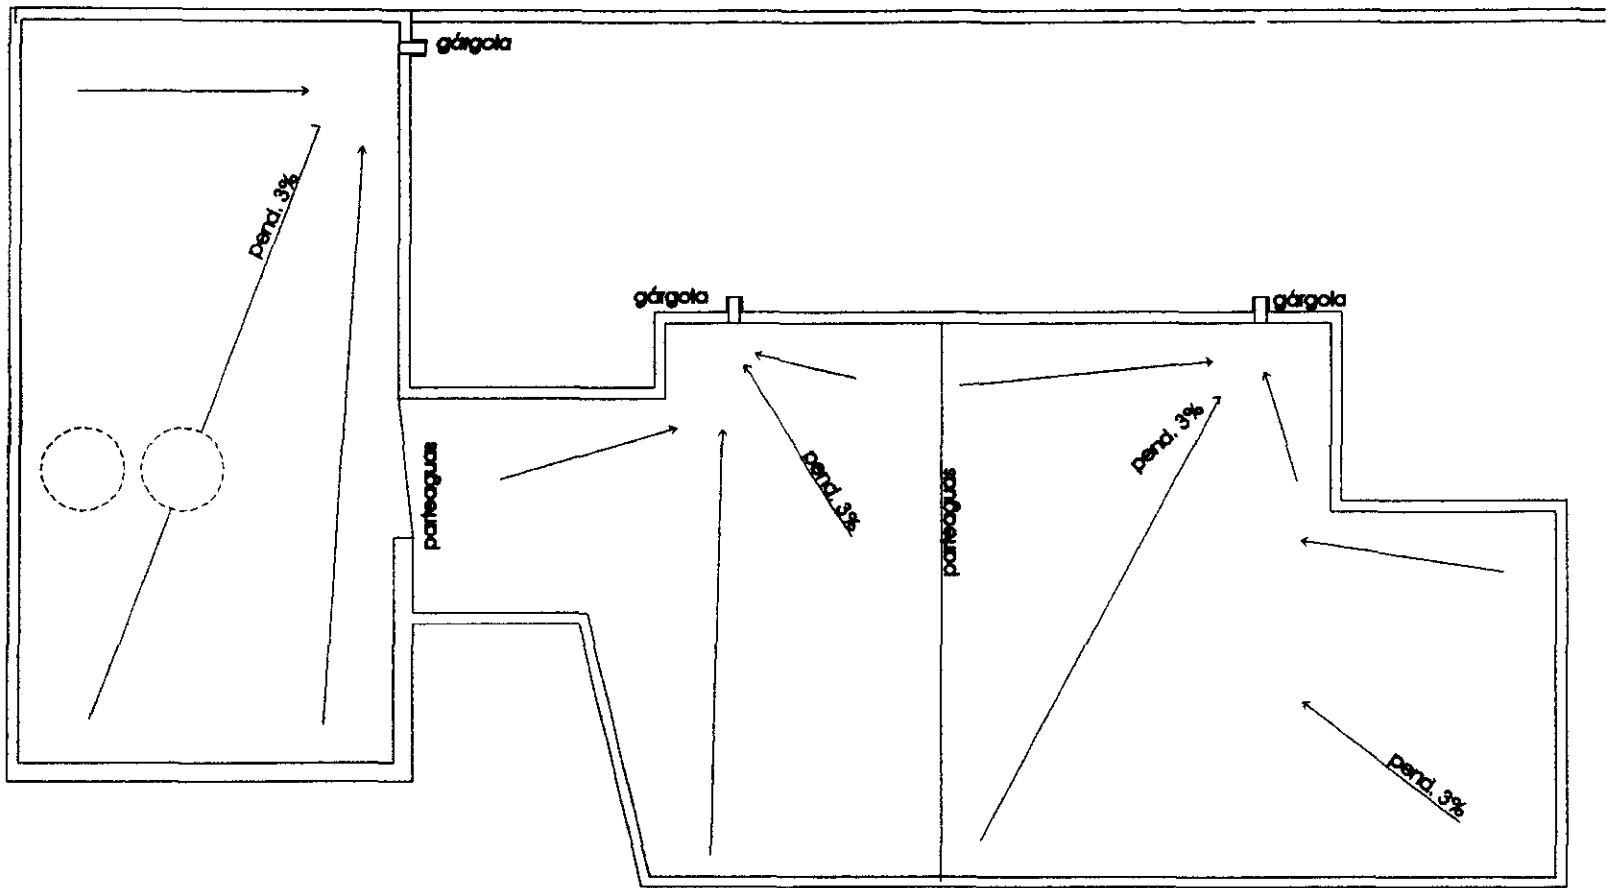 gárgola
pend. 3%
gárgola
gárgola
pend. 3%
parteaguas
pend. 3%
parteaguas
pend. 3%